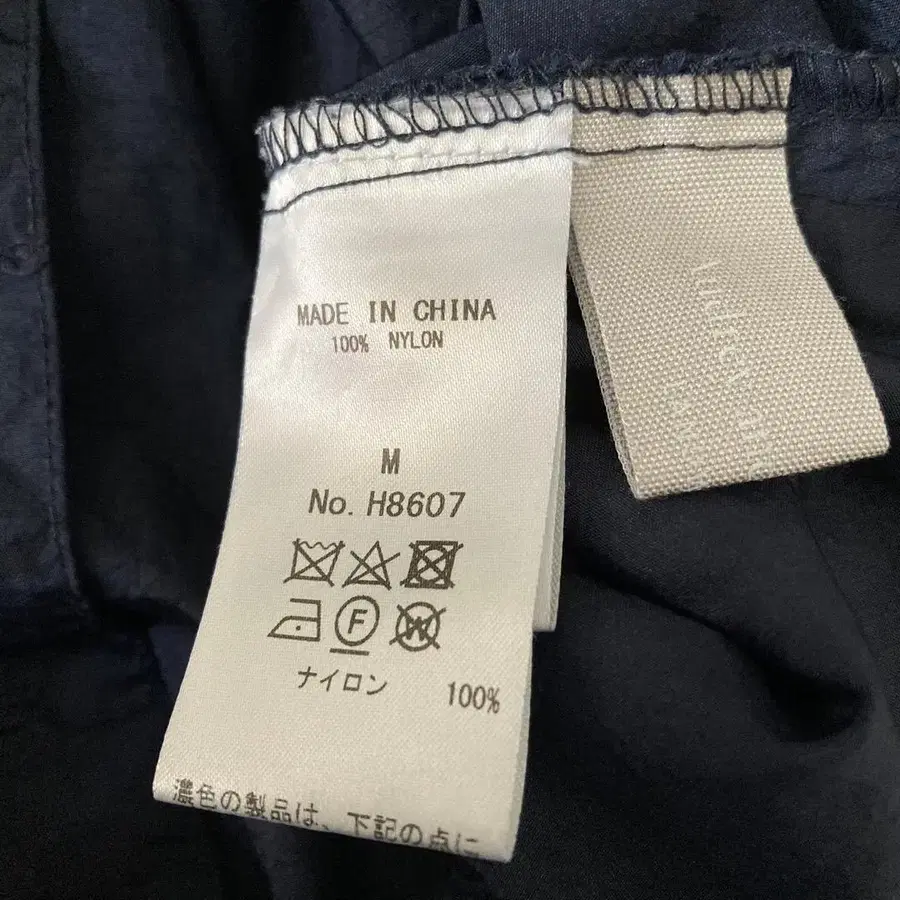 MADE IN CHINA
100% NYLON
M
No. H8607
F
W
ナイロン 100%
濃色の製品は、下記の点に